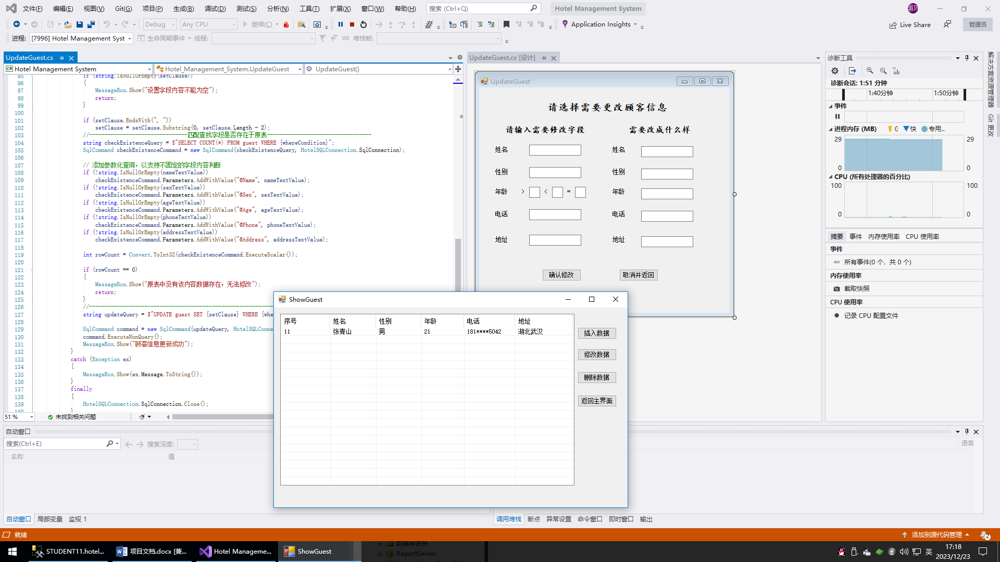 文件(F) 编辑(E) 视图(V) Git(G) 项目(P) 生成(B) 调试(D) 测试(S) 分析(N) 工具(T) 扩展(X) 窗口(W) 帮助(H) 搜索 (Ctrl+Q) Hotel Management System
Debug Any CPU 继续(C) Application Insights Live Share 管理员
进程: [7996] Hotel Management Syst 生命周期事件 线程: 堆栈帧:
UpdateGuest.cs
Hotel Management System Hotel_Management_System.UpdateGuest UpdateGuest()
95 if (string.IsNullOrEmpty(setClause))
96 {
97 MessageBox.Show("设置字段内容不能为空");
98 return;
99 }
100
101 if (setClause.EndsWith(", "))
102 setClause = setClause.Substring(0, setClause.Length - 2);
103 //--------------------------------匹配查找字段是否存在于原表----------------------------------
104 string checkExistenceQuery = $"SELECT COUNT(*) FROM guest WHERE {whereCondition}";
105 SqlCommand checkExistenceCommand = new SqlCommand(checkExistenceQuery, HotelSQLConnection.SqlConnection);
106
107 // 添加参数化查询，以支持不固定的字段内容判断
108 if (!string.IsNullOrEmpty(nameTextValue))
109 checkExistenceCommand.Parameters.AddWithValue("@Name", nameTextValue);
110 if (!string.IsNullOrEmpty(sexTextValue))
111 checkExistenceCommand.Parameters.AddWithValue("@Sex", sexTextValue);
112 if (!string.IsNullOrEmpty(ageTextValue))
113 checkExistenceCommand.Parameters.AddWithValue("@Age", ageTextValue);
114 if (!string.IsNullOrEmpty(phoneTextValue))
115 checkExistenceCommand.Parameters.AddWithValue("@Phone", phoneTextValue);
116 if (!string.IsNullOrEmpty(addressTextValue))
117 checkExistenceCommand.Parameters.AddWithValue("@Address", addressTextValue);
118
119 int rowCount = Convert.ToInt32(checkExistenceCommand.ExecuteScalar());
120
121 if (rowCount == 0)
122 {
123 MessageBox.Show("原表中没有该内容数据存在，无法修改");
124 return;
125 }
126 //--------------------------------
127 string updateQuery = $"UPDATE guest SET {setClause} WHERE {whe
128
129 SqlCommand command = new SqlCommand(updateQuery, HotelSQLConne
130 command.ExecuteNonQuery();
131 MessageBox.Show("顾客信息更新成功");
132 }
133 catch (Exception ex)
134 {
135 MessageBox.Show(ex.Message.ToString());
136 }
137 finally
138 {
139 HotelSQLConnection.SqlConnection.Close();
140 }
51 % 未找到相关问题
UpdateGuest.cs [设计]
UpdateGuest
请选择需要更改顾客信息
请输入需要修改字段 需要改成什么样
姓名 姓名
性别 性别
年龄 > < = 年龄
电话 电话
地址 地址
确认修改 取消并返回
ShowGuest
序号 姓名 性别 年龄 电话 地址
11 张青山 男 21 181****5042 湖北武汉
插入数据
修改数据
删除数据
返回主界面
诊断工具
诊断会话: 1:51 分钟
1:40分钟 1:50分钟
事件
进程内存 (MB) G 快 专用...
29 29
0 0
CPU (所有处理器的百分比)
100 100
0 0
摘要 事件 内存使用率 CPU 使用率
事件
所有事件(0 个，共 0 个)
内存使用率
截取快照
CPU 使用率
记录 CPU 配置文件
解决方案资源管理器
Git 更改
自动窗口
搜索(Ctrl+E) 搜索深度:
名称 值
语言
自动窗口 局部变量 监视 1
调用堆栈 断点 异常设置 命令窗口 即时窗口 输出
就绪 添加到源代码管理 2
STUDENT11.hotel... 项目文档.docx [兼... Hotel Manageme... ShowGuest
数据库快照
ReportServer
英 17:18
2023/12/23